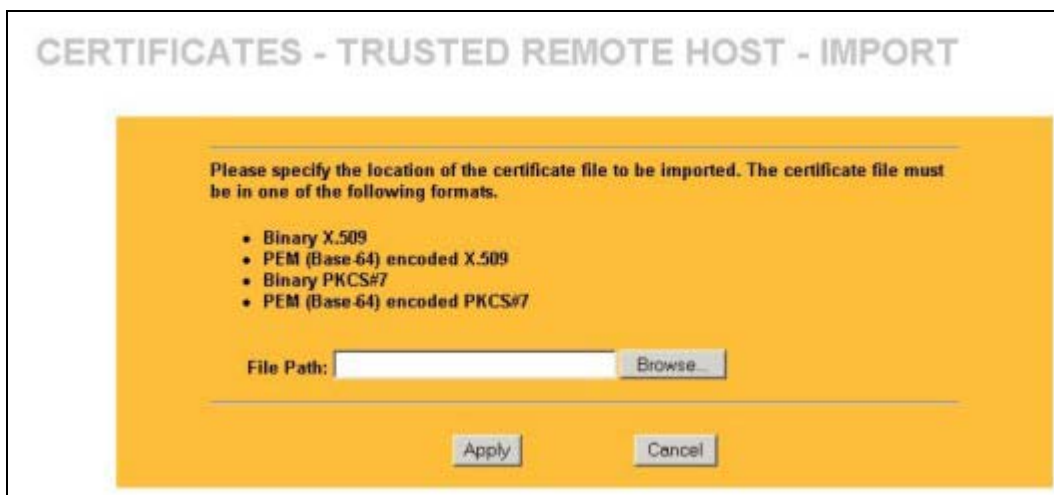 CERTIFICATES - TRUSTED REMOTE HOST - IMPORT
Please specify the location of the certificate file to be imported. The certificate file must
be in one of the following formats.
• Binary X.509
• PEM (Base-64) encoded X.509
• Binary PKCS#7
• PEM (Base-64) encoded PKCS#7
File Path: Browse...
Apply Cancel